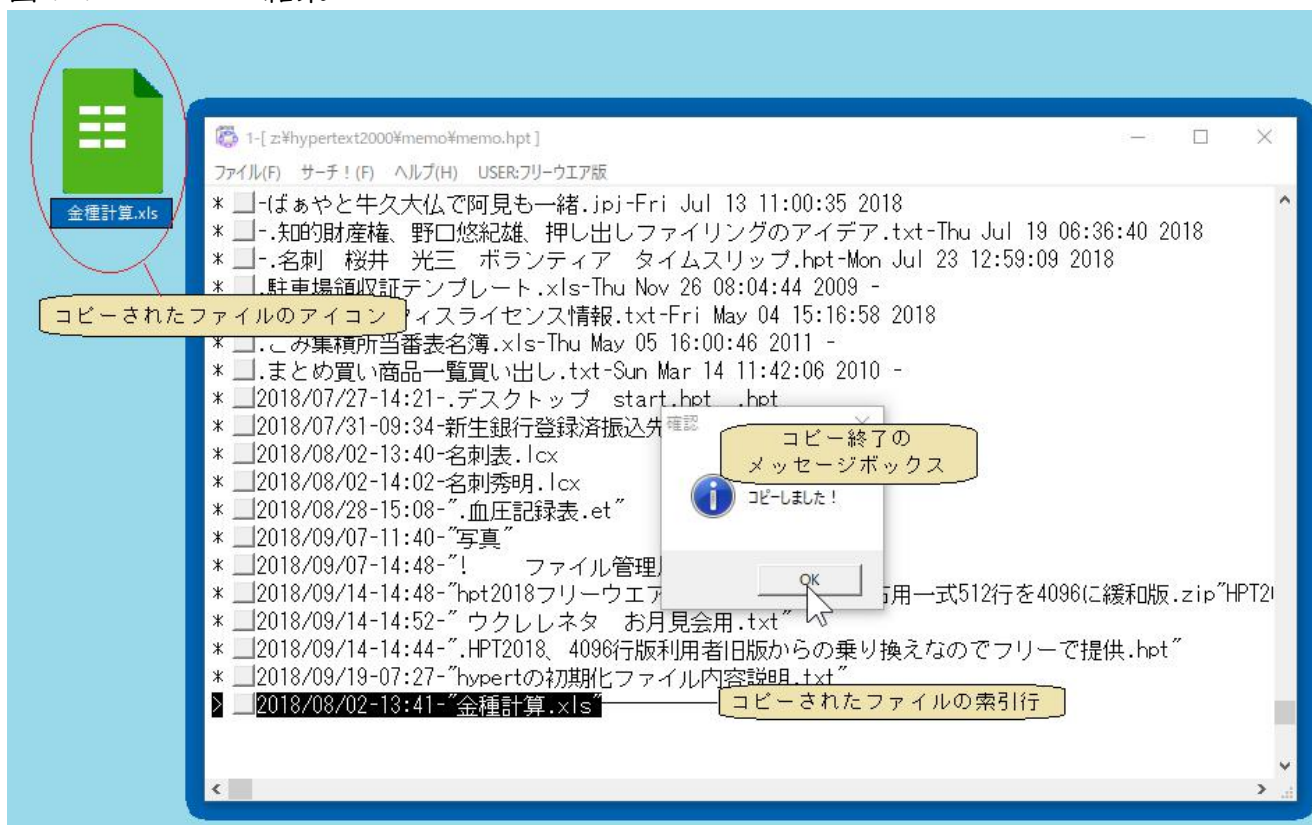 金種計算.xls
コピーされたファイルのアイコン
1-[ z:¥hypertext2000¥memo¥memo.hpt ]
ファイル(F) サーチ！(F) ヘルプ(H) USER:フリーウエア版
* -ばぁやと牛久大仏で阿見も一緒.jpj-Fri Jul 13 11:00:35 2018
* -.知的財産権、野口悠紀雄、押し出しファイリングのアイデア.txt-Thu Jul 19 06:36:40 2018
* -.名刺　桜井　光三　ボランティア　タイムスリップ.hpt-Mon Jul 23 12:59:09 2018
* .駐車場領収証テンプレート.xls-Thu Nov 26 08:04:44 2009 -
ィスライセンス情報.txt-Fri May 04 15:16:58 2018
* .ごみ集積所当番表名簿.xls-Thu May 05 16:00:46 2011 -
* .まとめ買い商品一覧買い出し.txt-Sun Mar 14 11:42:06 2010 -
* 2018/07/27-14:21-.デスクトップ　start.hpt　.hpt
* 2018/07/31-09:34-新生銀行登録済振込先
* 2018/08/02-13:40-名刺表.lcx
* 2018/08/02-14:02-名刺秀明.lcx
* 2018/08/28-15:08-".血圧記録表.et"
* 2018/09/07-11:40-"写真"
* 2018/09/07-14:48-"!　　ファイル管理
* 2018/09/14-14:48-"hpt2018フリーウエア 用一式512行を4096に緩和版.zip"HPT2
* 2018/09/14-14:52-" ウクレレネタ　お月見会用.txt"
* 2018/09/14-14:44-".HPT2018、4096行版利用者旧版からの乗り換えなのでフリーで提供.hpt"
* 2018/09/19-07:27-"hypertの初期化ファイル内容説明.txt"
> 2018/08/02-13:41-"金種計算.xls"
確認
コピー終了の
メッセージボックス
コピーしました！
OK
コピーされたファイルの索引行